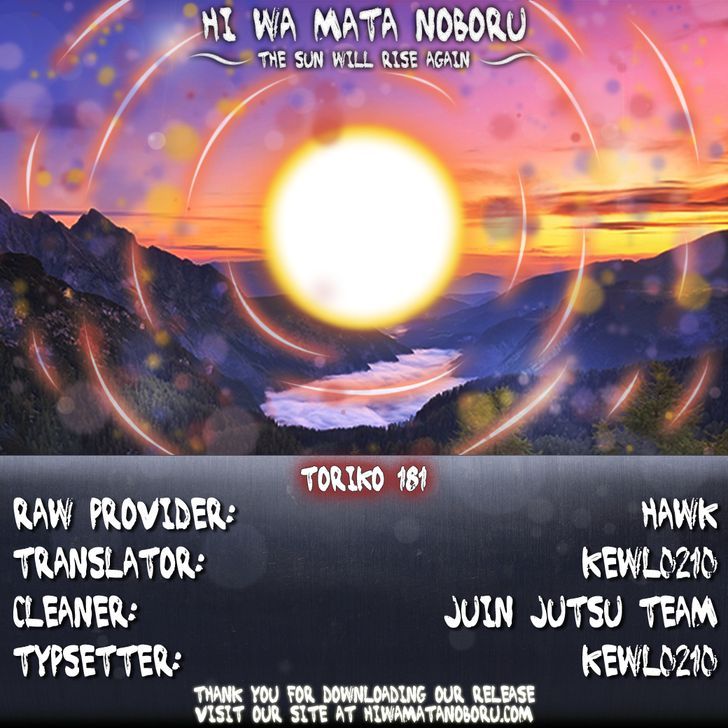 HI WA MATA NOBORU
THE SUN WILL RISE AGAIN
TORIKO 181
RAW PROVIDER: HAWK
TRANSLATOR: KEWL0210
CLEANER: JUIN JUTSU TEAM
TYPSETTER: KEWL0210
THANK YOU FOR DOWNLOADING OUR RELEASE
VISIT OUR SITE AT HIWAMATANOBORU.COM